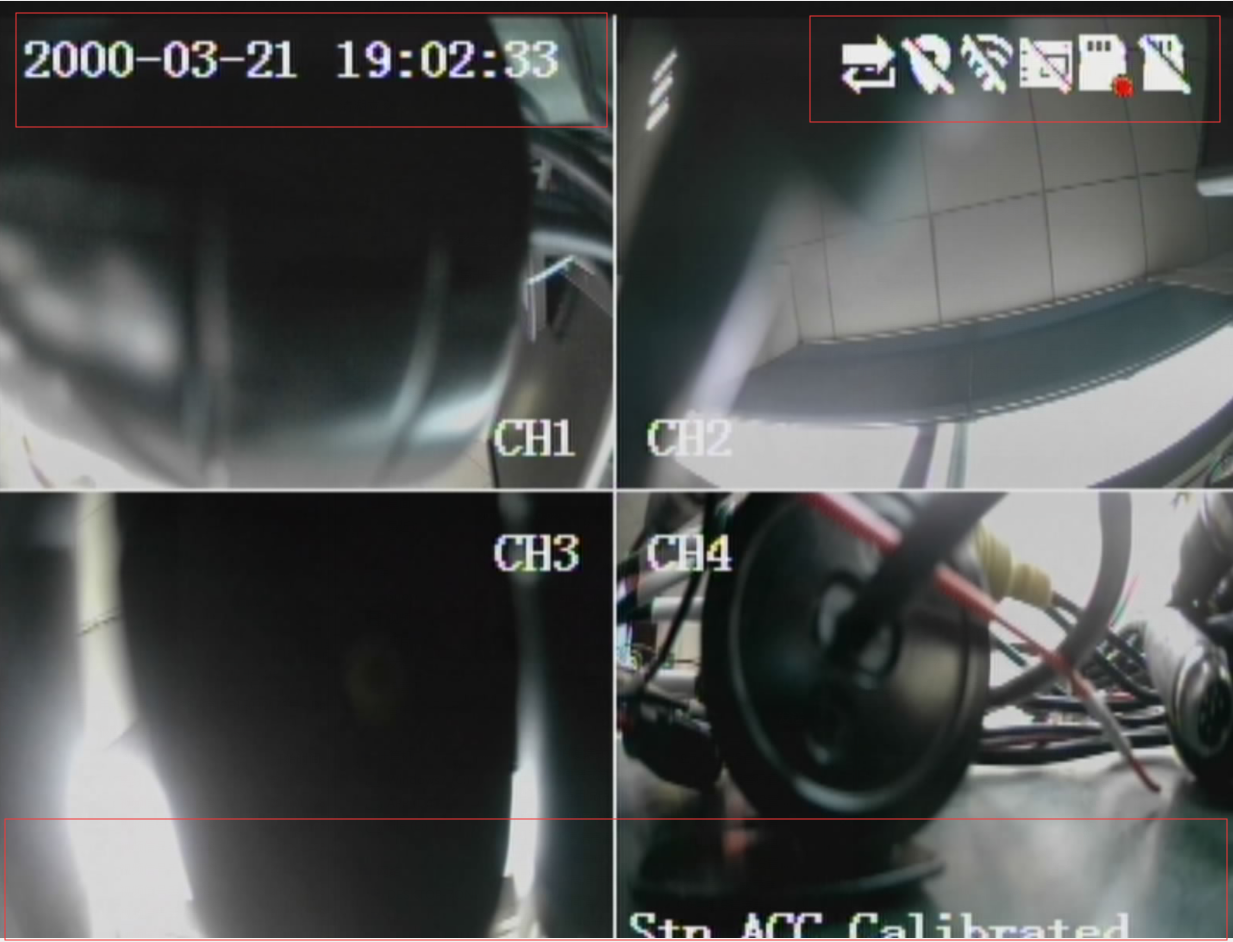 2000-03-21 19:02:33
CH1 CH2
CH3 CH4
Stp ACC Calibrated